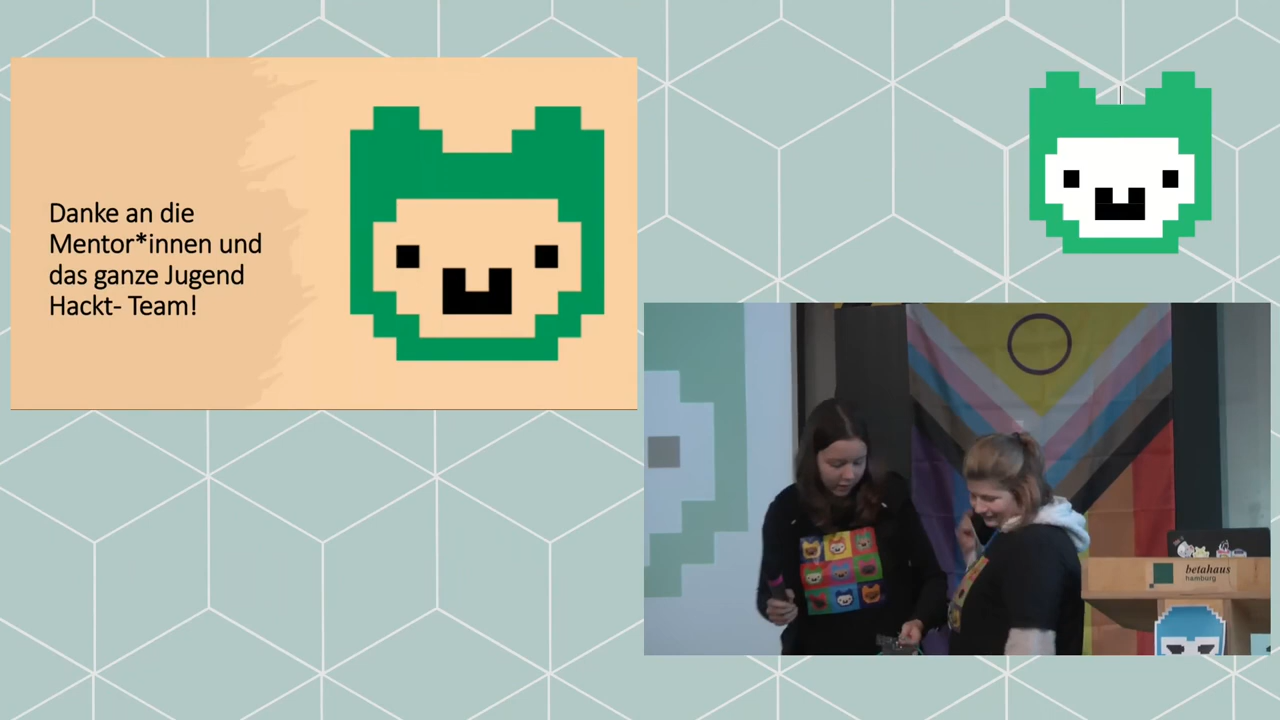 Danke an die
Mentor*innen und
das ganze Jugend
Hackt- Team!
betahaus
hamburg